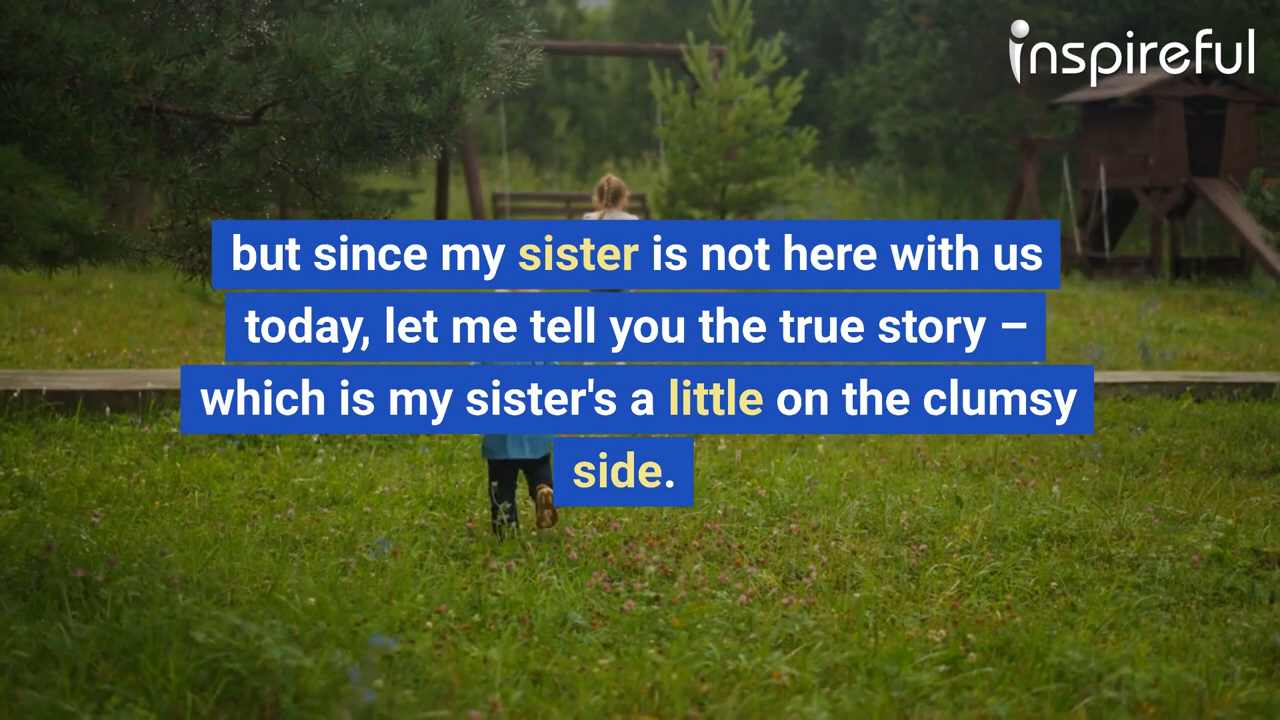 inspireful
but since my sister is not here with us
today, let me tell you the true story –
which is my sister's a little on the clumsy
side.